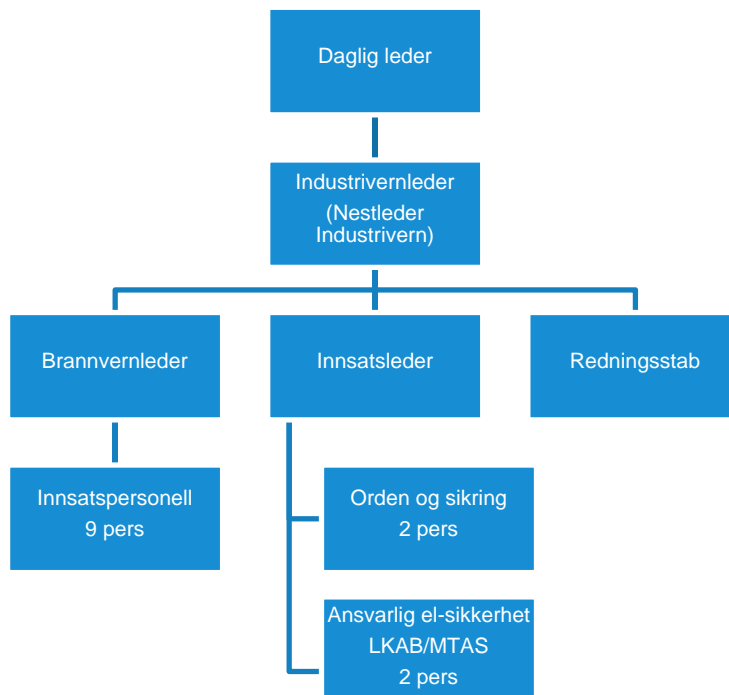 Daglig leder
Industrivernleder
(Nestleder
Industrivern)
Brannvernleder
Innsatsleder
Redningsstab
Innsatspersonell
9 pers
Orden og sikring
2 pers
Ansvarlig el-sikkerhet
LKAB/MTAS
2 pers